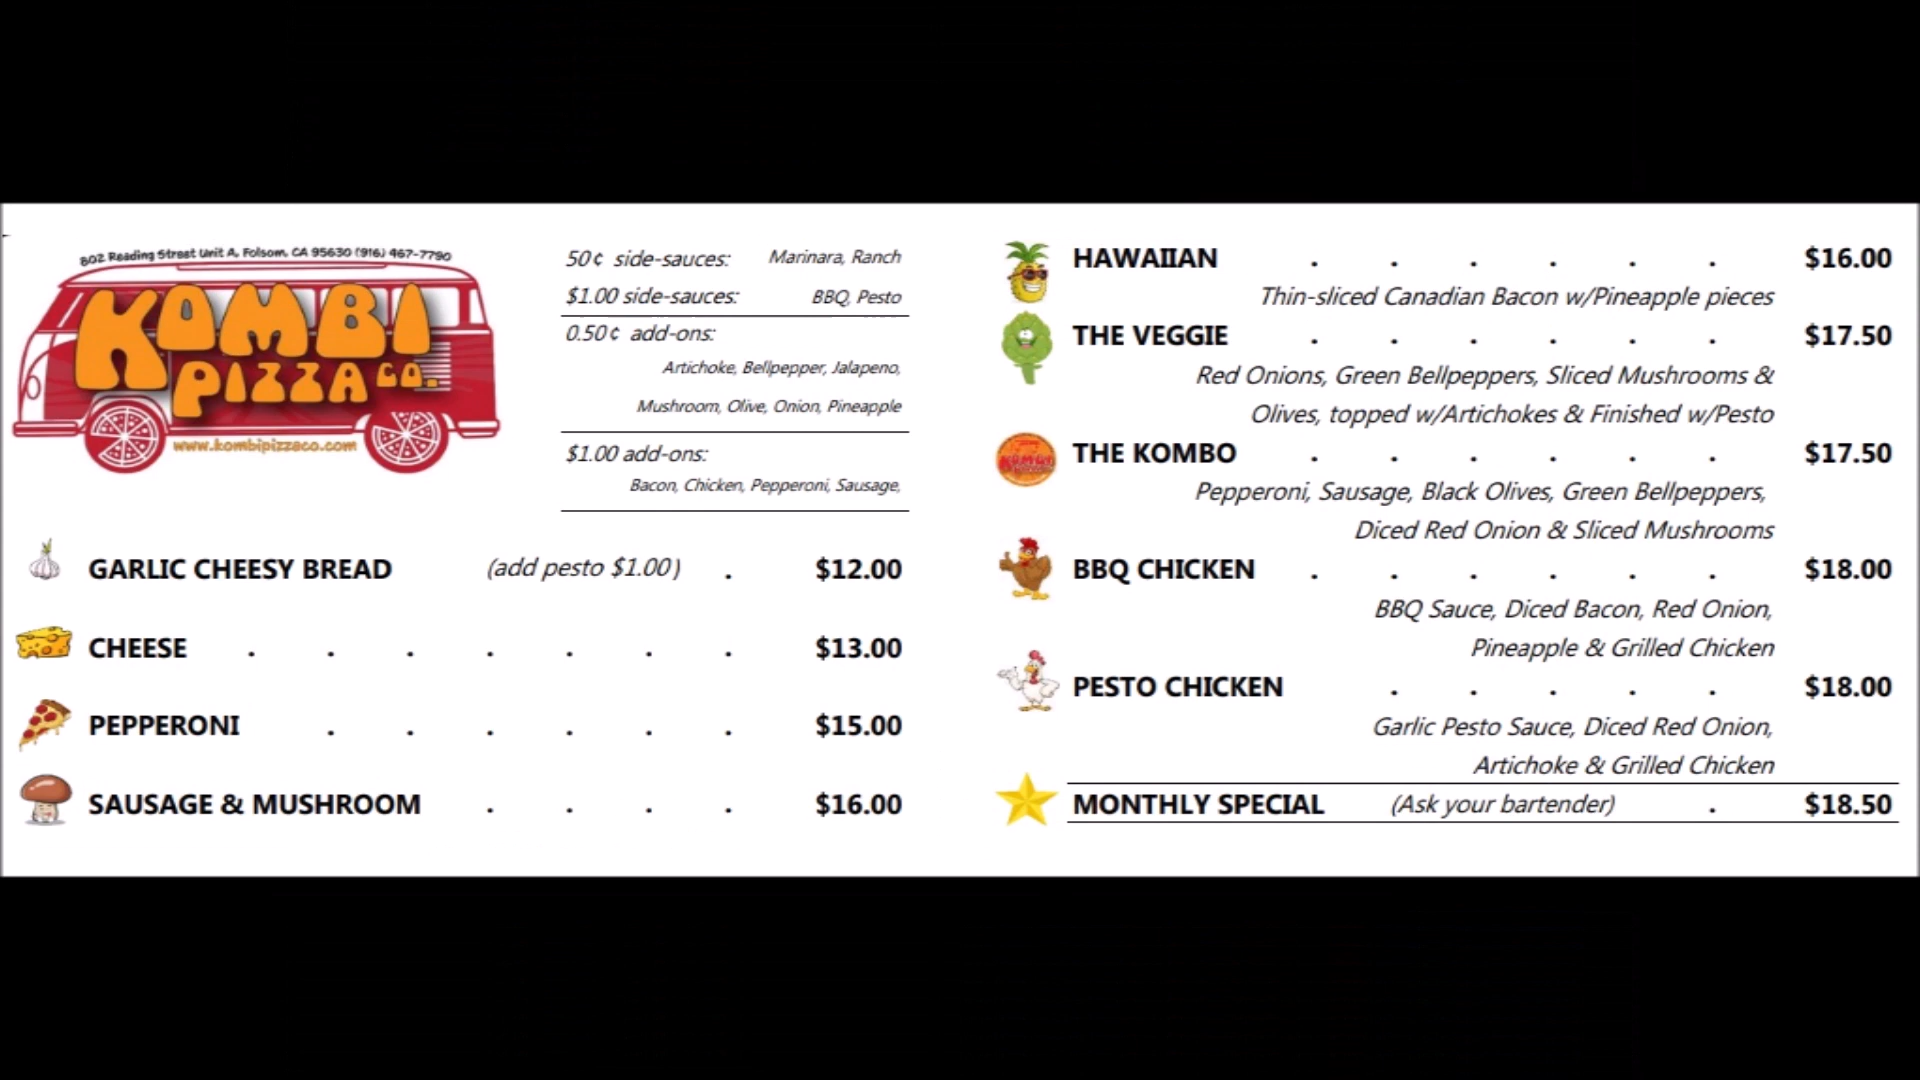 802 Reading Street Unit A, Folsom, CA 95630 (916) 467-7790
KOMBI
PIZZA CO.
www.kombipizzaco.com
50¢ side-sauces: Marinara, Ranch
$1.00 side-sauces: BBQ, Pesto
0.50¢ add-ons:
Artichoke, Bellpepper, Jalapeno,
Mushroom, Olive, Onion, Pineapple
$1.00 add-ons:
Bacon, Chicken, Pepperoni, Sausage,
GARLIC CHEESY BREAD (add pesto $1.00) . $12.00
CHEESE . . . . . . . $13.00
PEPPERONI . . . . . . $15.00
SAUSAGE & MUSHROOM . . . . $16.00
HAWAIIAN . . . . . . $16.00
Thin-sliced Canadian Bacon w/Pineapple pieces
THE VEGGIE . . . . . . $17.50
Red Onions, Green Bellpeppers, Sliced Mushrooms &
Olives, topped w/Artichokes & Finished w/Pesto
KOMBI
THE KOMBO . . . . . . $17.50
Pepperoni, Sausage, Black Olives, Green Bellpeppers,
Diced Red Onion & Sliced Mushrooms
BBQ CHICKEN . . . . . . $18.00
BBQ Sauce, Diced Bacon, Red Onion,
Pineapple & Grilled Chicken
PESTO CHICKEN . . . . . $18.00
Garlic Pesto Sauce, Diced Red Onion,
Artichoke & Grilled Chicken
MONTHLY SPECIAL (Ask your bartender) . $18.50